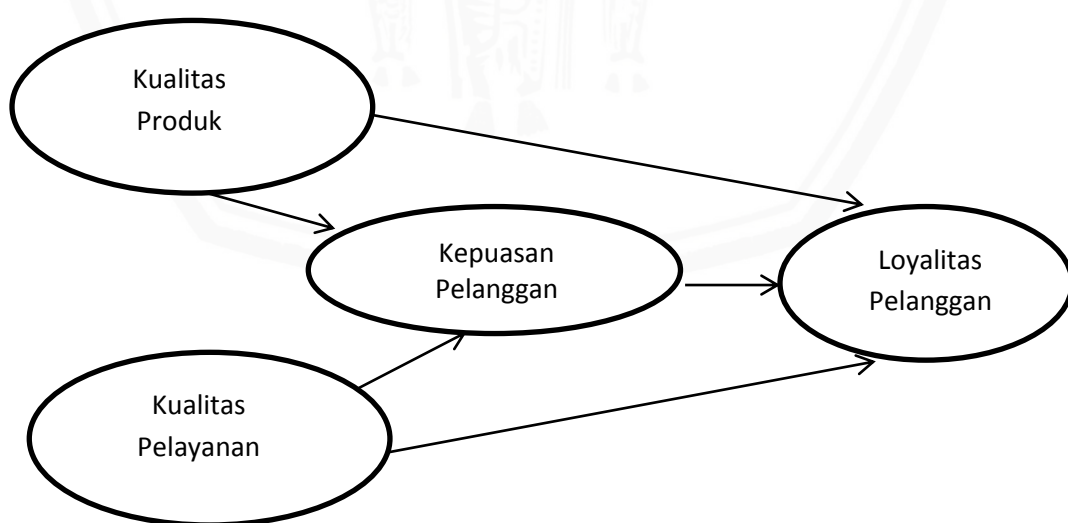 Kualitas
Produk
Kepuasan
Pelanggan
Loyalitas
Pelanggan
Kualitas
Pelayanan